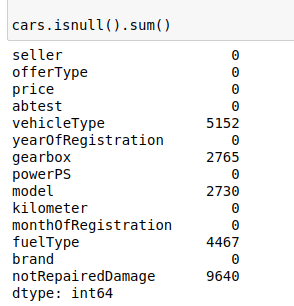 cars.isnull().sum()
seller 0
offerType 0
price 0
abtest 0
vehicleType 5152
yearOfRegistration 0
gearbox 2765
powerPS 0
model 2730
kilometer 0
monthOfRegistration 0
fuelType 4467
brand 0
notRepairedDamage 9640
dtype: int64